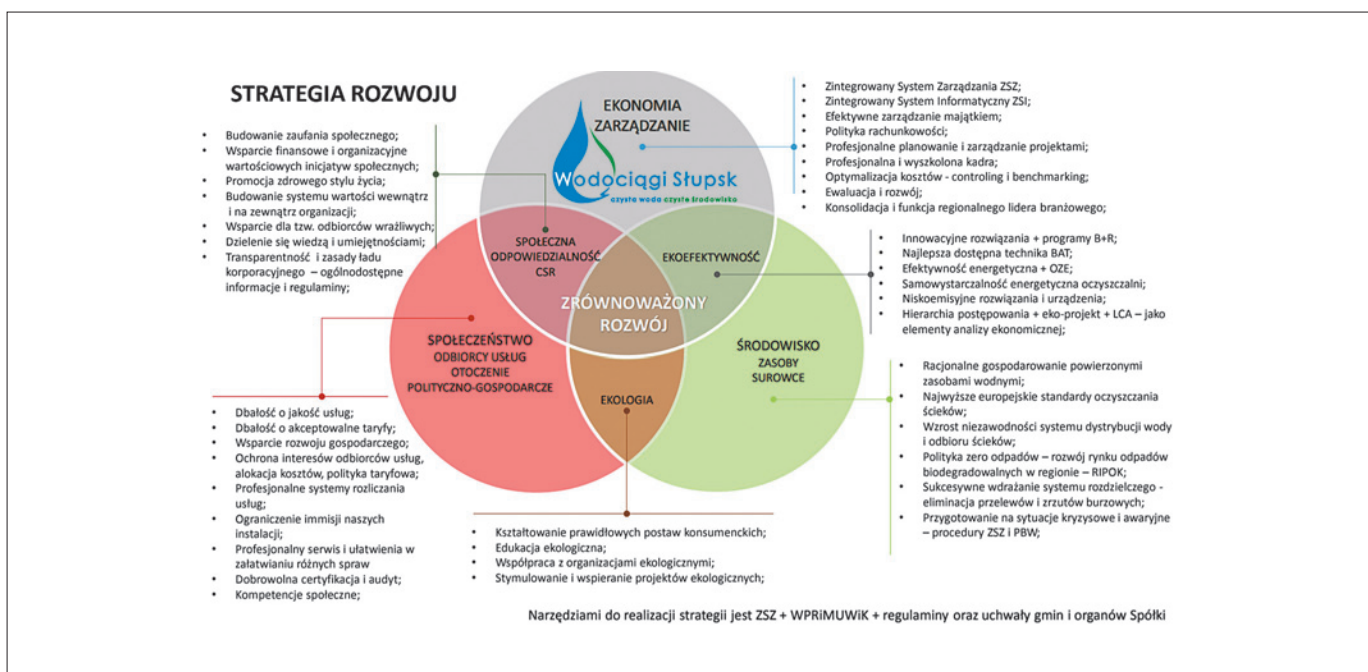 STRATEGIA ROZWOJU
• Budowanie zaufania społecznego;
• Wsparcie finansowe i organizacyjne
wartościowych inicjatyw społecznych;
• Promocja zdrowego stylu życia;
• Budowanie systemu wartości wewnątrz
i na zewnątrz organizacji;
• Wsparcie dla tzw. odbiorców wrażliwych;
• Dzielenie się wiedzą i umiejętnościami;
• Transparentność i zasady ładu
korporacyjnego – ogólnodostępne
informacje i regulaminy;
EKONOMIA
ZARZĄDZANIE
Wodociągi Słupsk
czysta woda czyste środowisko
• Zintegrowany System Zarządzania ZSZ;
• Zintegrowany System Informatyczny ZSI;
• Efektywne zarządzanie majątkiem;
• Polityka rachunkowości;
• Profesjonalne planowanie i zarządzanie projektami;
• Profesjonalna i wyszkolona kadra;
• Optymalizacja kosztów - controling i benchmarking;
• Ewaluacja i rozwój;
• Konsolidacja i funkcja regionalnego lidera branżowego;
SPOŁECZNA
ODPOWIEDZIALNOŚĆ
CSR
EKOEFEKTYWNOŚĆ
• Innowacyjne rozwiązania + programy B+R;
• Najlepsza dostępna technika BAT;
• Efektywność energetyczna + OZE;
• Samowystarczalność energetyczna oczyszczalni;
• Niskoemisyjne rozwiązania i urządzenia;
• Hierarchia postępowania + eko-projekt + LCA – jako
elementy analizy ekonomicznej;
ZRÓWNOWAŻONY
ROZWÓJ
SPOŁECZEŃSTWO
ODBIORCY USŁUG
OTOCZENIE
POLITYCZNO-GOSPODARCZE
ŚRODOWISKO
ZASOBY
SUROWCE
EKOLOGIA
• Dbałość o jakość usług;
• Dbałość o akceptowalne taryfy;
• Wsparcie rozwoju gospodarczego;
• Ochrona interesów odbiorców usług,
alokacja kosztów, polityka taryfowa;
• Profesjonalne systemy rozliczania
usług;
• Ograniczenie immisji naszych
instalacji;
• Profesjonalny serwis i ułatwienia w
załatwianiu różnych spraw
• Dobrowolna certyfikacja i audyt;
• Kompetencje społeczne;
• Kształtowanie prawidłowych postaw konsumenckich;
• Edukacja ekologiczna;
• Współpraca z organizacjami ekologicznymi;
• Stymulowanie i wspieranie projektów ekologicznych;
• Racjonalne gospodarowanie powierzonymi
zasobami wodnymi;
• Najwyższe europejskie standardy oczyszczania
ścieków;
• Wzrost niezawodności systemu dystrybucji wody
i odbioru ścieków;
• Polityka zero odpadów – rozwój rynku odpadów
biodegradowalnych w regionie – RIPOK;
• Sukcesywne wdrażanie systemu rozdzielczego -
eliminacja przelewów i zrzutów burzowych;
• Przygotowanie na sytuacje kryzysowe i awaryjne
– procedury ZSZ i PBW;
Narzędziami do realizacji strategii jest ZSZ + WPRiMUWiK + regulaminy oraz uchwały gmin i organów Spółki